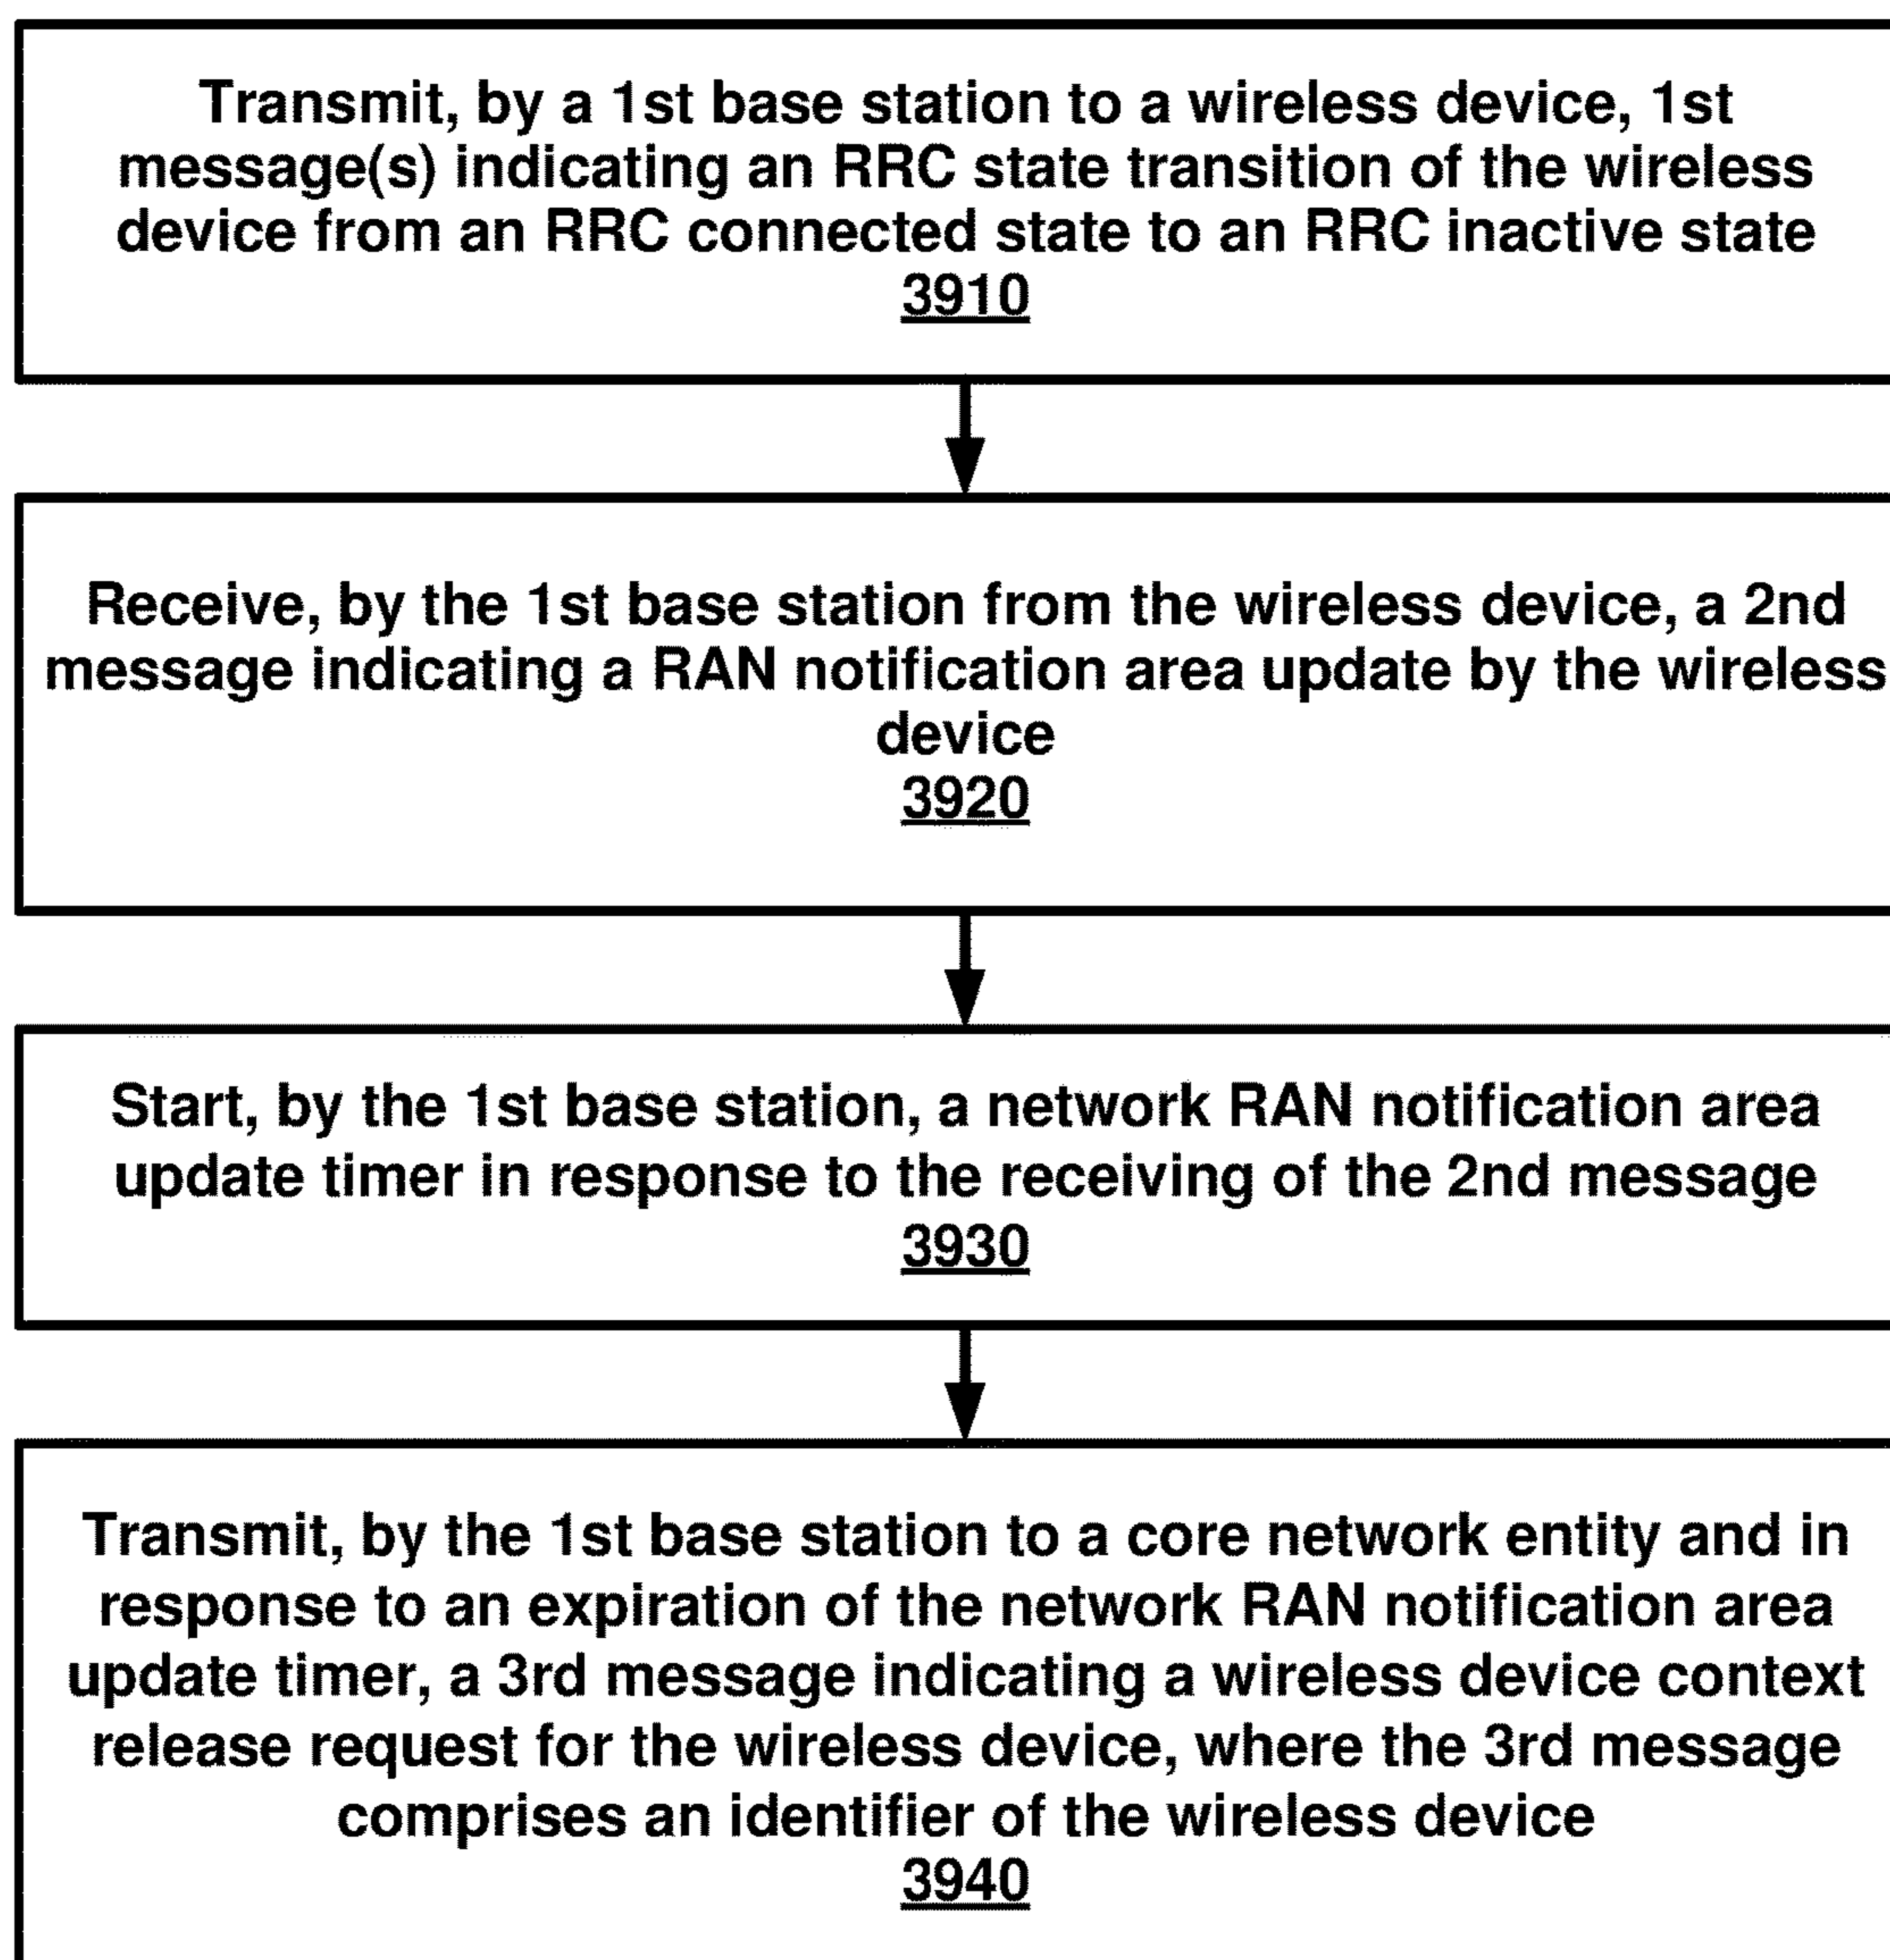 Transmit, by a 1st base station to a wireless device, 1st
message(s) indicating an RRC state transition of the wireless
device from an RRC connected state to an RRC inactive state
3910
Receive, by the 1st base station from the wireless device, a 2nd
message indicating a RAN notification area update by the wireless
device
3920
Start, by the 1st base station, a network RAN notification area
update timer in response to the receiving of the 2nd message
3930
Transmit, by the 1st base station to a core network entity and in
response to an expiration of the network RAN notification area
update timer, a 3rd message indicating a wireless device context
release request for the wireless device, where the 3rd message
comprises an identifier of the wireless device
3940